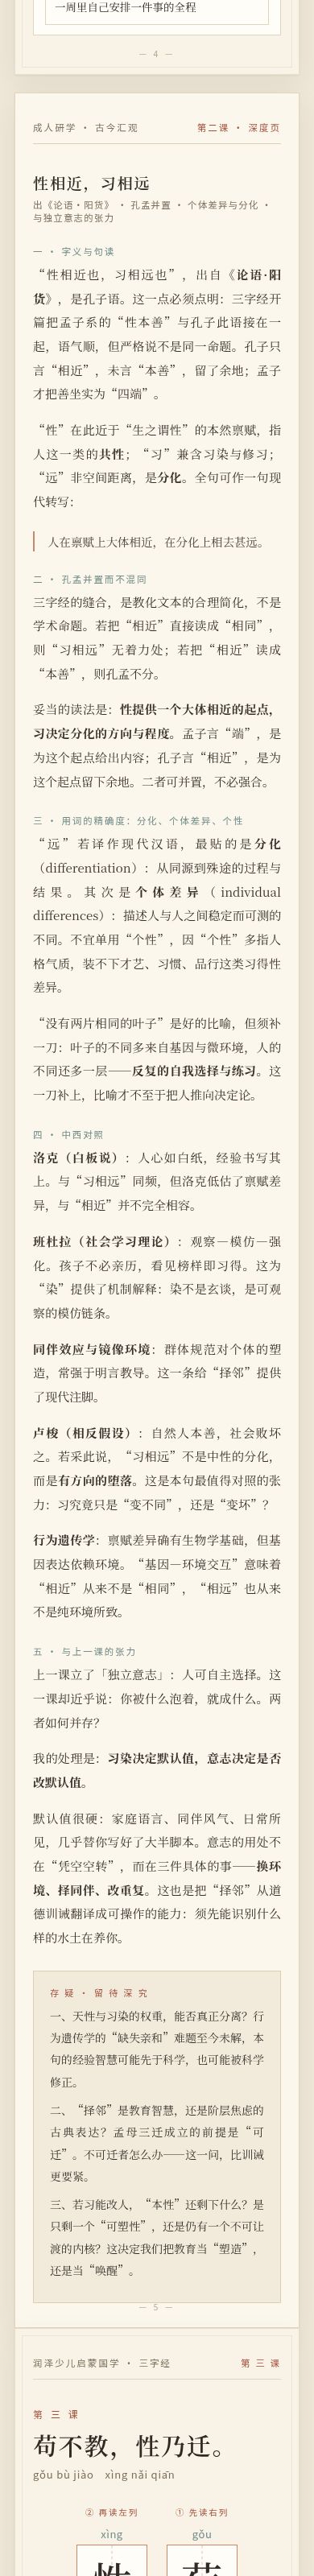 一周里自己安排一件事的全程
— 4 —
成人研学 · 古今汇观
第二课 · 深度页
性相近，习相远
出《论语·阳货》 · 孔孟并置 · 个体差异与分化 ·
与独立意志的张力
一 · 字义与句读
“性相近也，习相远也”，出自《论语·阳
货》，是孔子语。这一点必须点明：三字经开
篇把孟子系的“性本善”与孔子此语接在一
起，语气顺，但严格说不是同一命题。孔子只
言“相近”，未言“本善”，留了余地；孟子
才把善坐实为“四端”。
“性”在此近于“生之谓性”的本然禀赋，指
人这一类的共性；“习”兼含习染与修习；
“远”非空间距离，是分化。全句可作一句现
代转写：
人在禀赋上大体相近，在分化上相去甚远。
二 · 孔孟并置而不混同
三字经的缝合，是教化文本的合理简化，不是
学术命题。若把“相近”直接读成“相同”，
则“习相远”无着力处；若把“相近”读成
“本善”，则孔孟不分。
妥当的读法是：性提供一个大体相近的起点，
习决定分化的方向与程度。孟子言“端”，是
为这个起点给出内容；孔子言“相近”，是为
这个起点留下余地。二者可并置，不必强合。
三 · 用词的精确度：分化、个体差异、个性
“远”若译作现代汉语，最贴的是分化
（differentiation）：从同源到殊途的过程与
结果。其次是个体差异（individual
differences）：描述人与人之间稳定而可测的
不同。不宜单用“个性”，因“个性”多指人
格气质，装不下才艺、习惯、品行这类习得性
差异。
“没有两片相同的叶子”是好的比喻，但须补
一刀：叶子的不同多来自基因与微环境，人的
不同还多一层——反复的自我选择与练习。这
一刀补上，比喻才不至于把人推向决定论。
四 · 中西对照
洛克（白板说）：人心如白纸，经验书写其
上。与“习相远”同频，但洛克低估了禀赋差
异，与“相近”并不完全相容。
班杜拉（社会学习理论）：观察—模仿—强
化。孩子不必亲历，看见榜样即习得。这为
“染”提供了机制解释：染不是玄谈，是可观
察的模仿链条。
同伴效应与镜像环境：群体规范对个体的塑
造，常强于明言教导。这一条给“择邻”提供
了现代注脚。
卢梭（相反假设）：自然人本善，社会败坏
之。若采此说，“习相远”不是中性的分化，
而是有方向的堕落。这是本句最值得对照的张
力：习究竟只是“变不同”，还是“变坏”？
行为遗传学：禀赋差异确有生物学基础，但基
因表达依赖环境。“基因—环境交互”意味着
“相近”从来不是“相同”，“相远”也从来
不是纯环境所致。
五 · 与上一课的张力
上一课立了「独立意志」：人可自主选择。这
一课却近乎说：你被什么泡着，就成什么。两
者如何并存？
我的处理是：习染决定默认值，意志决定是否
改默认值。
默认值很硬：家庭语言、同伴风气、日常所
见，几乎替你写好了大半脚本。意志的用处不
在“凭空空转”，而在三件具体的事——换环
境、择同伴、改重复。这也是把“择邻”从道
德训诫翻译成可操作的能力：须先能识别什么
样的水土在养你。
存疑 · 留待深究
一、天性与习染的权重，能否真正分离？行
为遗传学的“缺失亲和”难题至今未解，本
句的经验智慧可能先于科学，也可能被科学
修正。
二、“择邻”是教育智慧，还是阶层焦虑的
古典表达？孟母三迁成立的前提是“可
迁”。不可迁者怎么办——这一问，比训诫
更要紧。
三、若习能改人，“本性”还剩下什么？是
只剩一个“可塑性”，还是仍有一个不可让
渡的内核？这决定我们把教育当“塑造”，
还是当“唤醒”。
— 5 —
润泽少儿启蒙国学 · 三字经
第三课
第三课
苟不教，性乃迁。
gǒu bù jiào xìng nǎi qiān
② 再读左列
① 先读右列
xìng
gǒu
性
苟